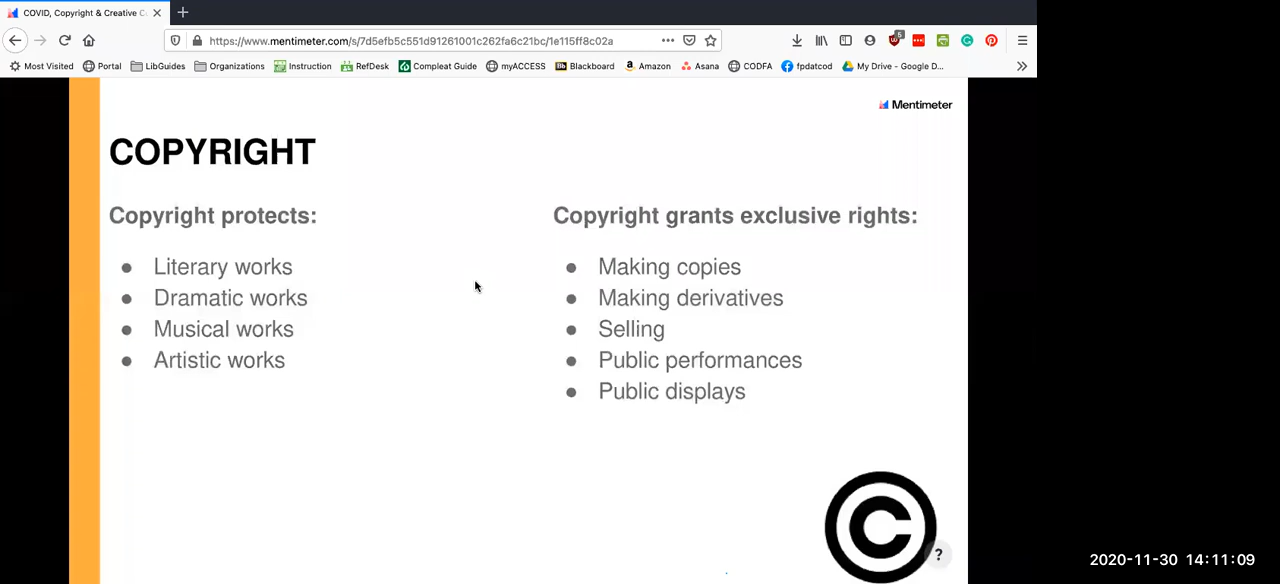 COVID, Copyright & Creative C
https://www.mentimeter.com/s/7d5efb5c551d91261001c262fa6c21bc/1e115ff8c02a
5
Most Visited Portal LibGuides Organizations Instruction RefDesk Compleat Guide myACCESS Bb Blackboard Amazon Asana CODFA fpdatcod My Drive - Google D...
Mentimeter
COPYRIGHT
Copyright protects:
● Literary works
● Dramatic works
● Musical works
● Artistic works
Copyright grants exclusive rights:
● Making copies
● Making derivatives
● Selling
● Public performances
● Public displays
©
?
2020-11-30 14:11:09